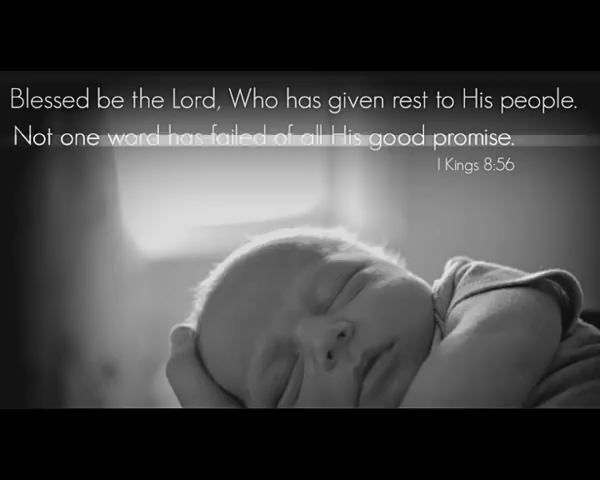 Blessed be the Lord, Who has given rest to His people.
Not one word has failed of all His good promise.
I Kings 8:56